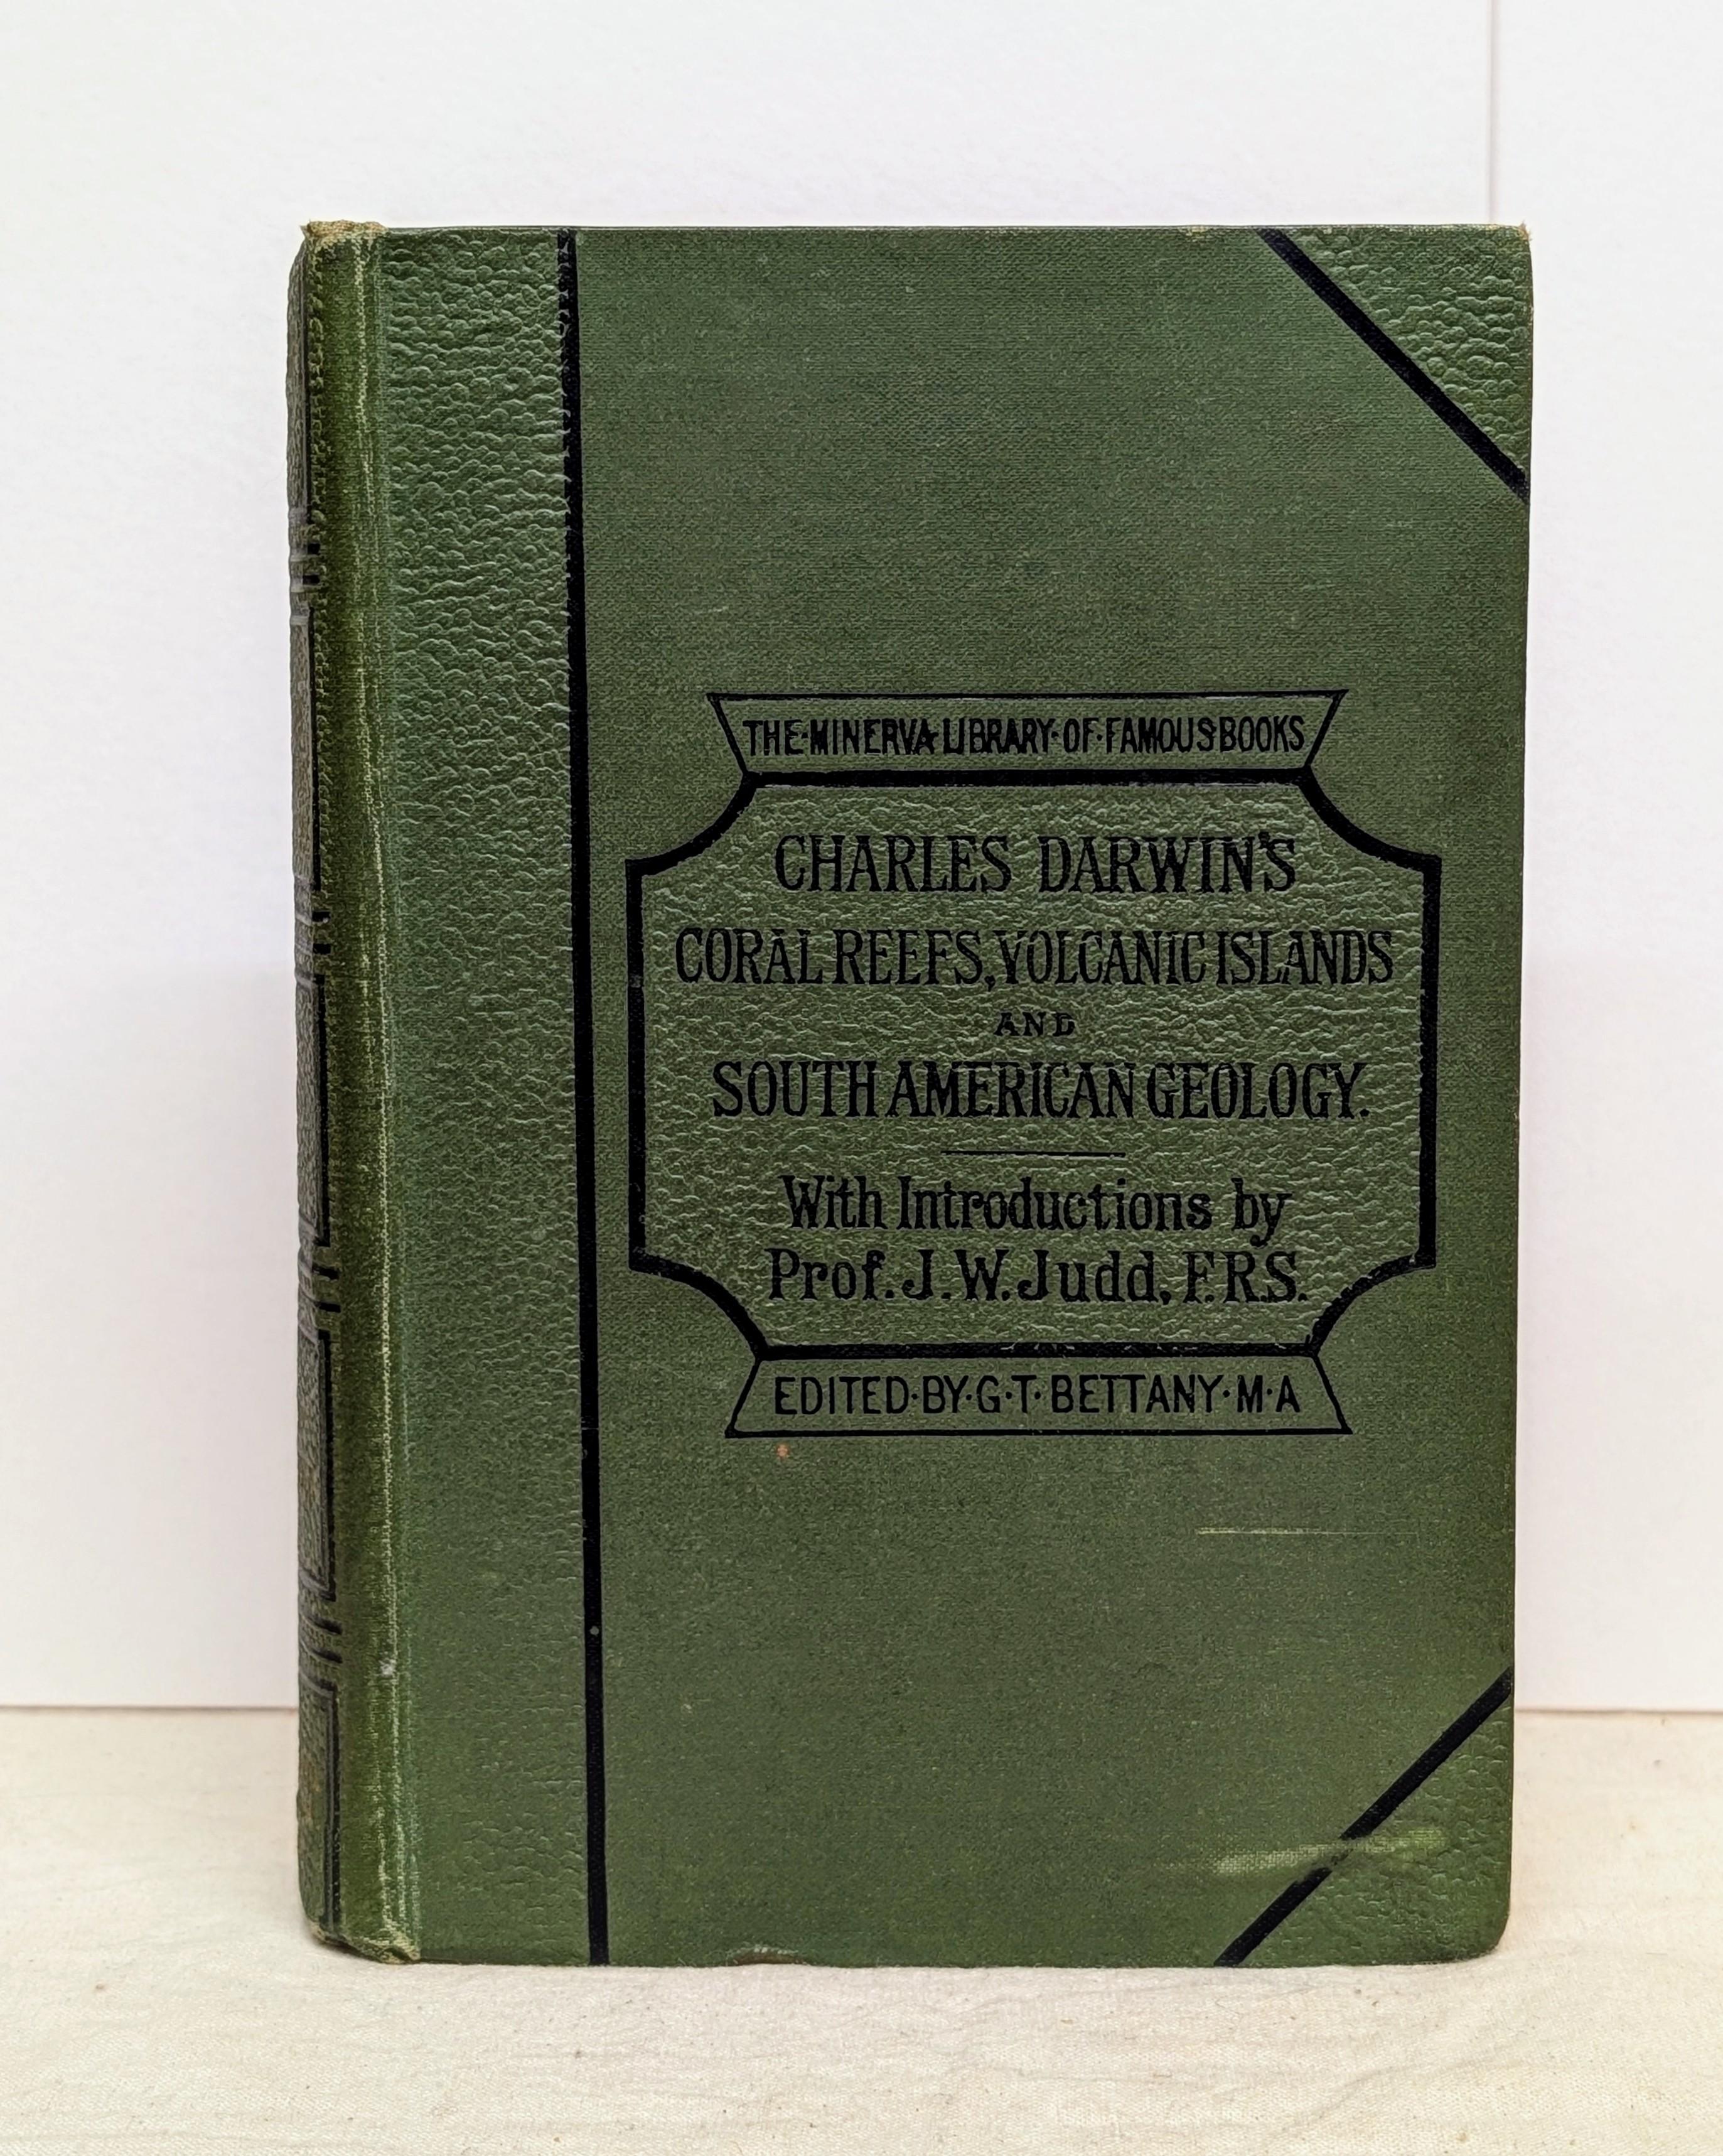 THE·MINERVA·LIBRARY·OF·FAMOUS·BOOKS
CHARLES DARWIN'S
CORAL REEFS, VOLCANIC ISLANDS
AND
SOUTH AMERICAN GEOLOGY.
With Introductions by
Prof. J. W. Judd, F.R.S.
EDITED·BY·G·T·BETTANY·M·A